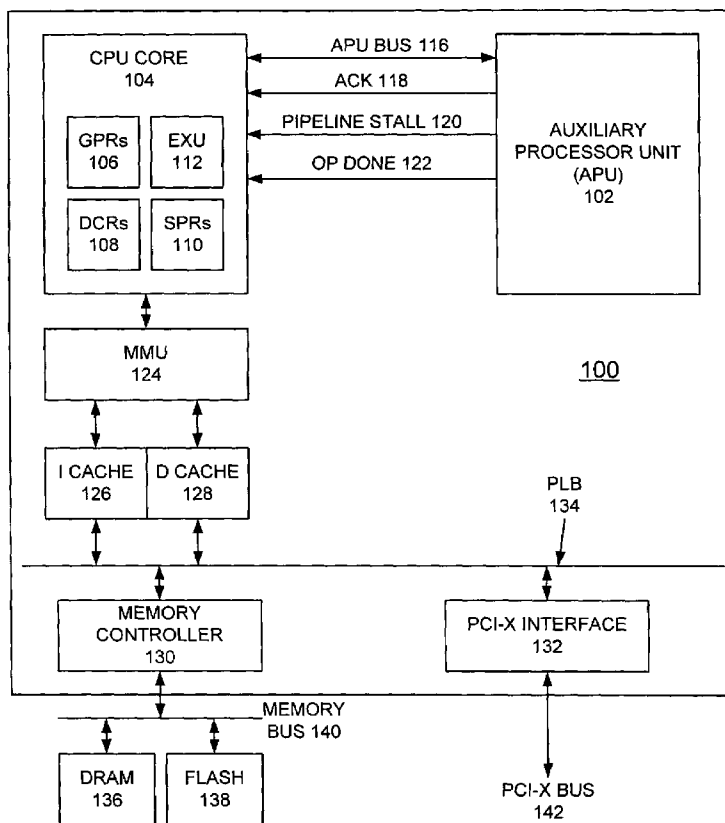 CPU CORE
104
GPRs
106
EXU
112
DCRs
108
SPRs
110
APU BUS 116
ACK 118
PIPELINE STALL 120
OP DONE 122
AUXILIARY
PROCESSOR UNIT
(APU)
102
MMU
124
100
I CACHE
126
D CACHE
128
PLB
134
MEMORY
CONTROLLER
130
PCI-X INTERFACE
132
MEMORY
BUS 140
DRAM
136
FLASH
138
PCI-X BUS
142